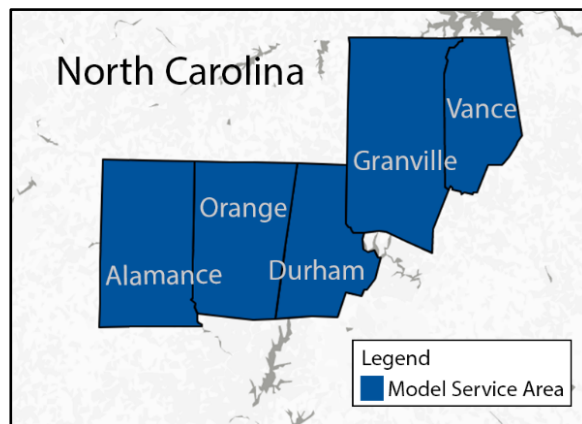 North Carolina
Vance
Granville
Orange
Alamance
Durham
Legend
Model Service Area